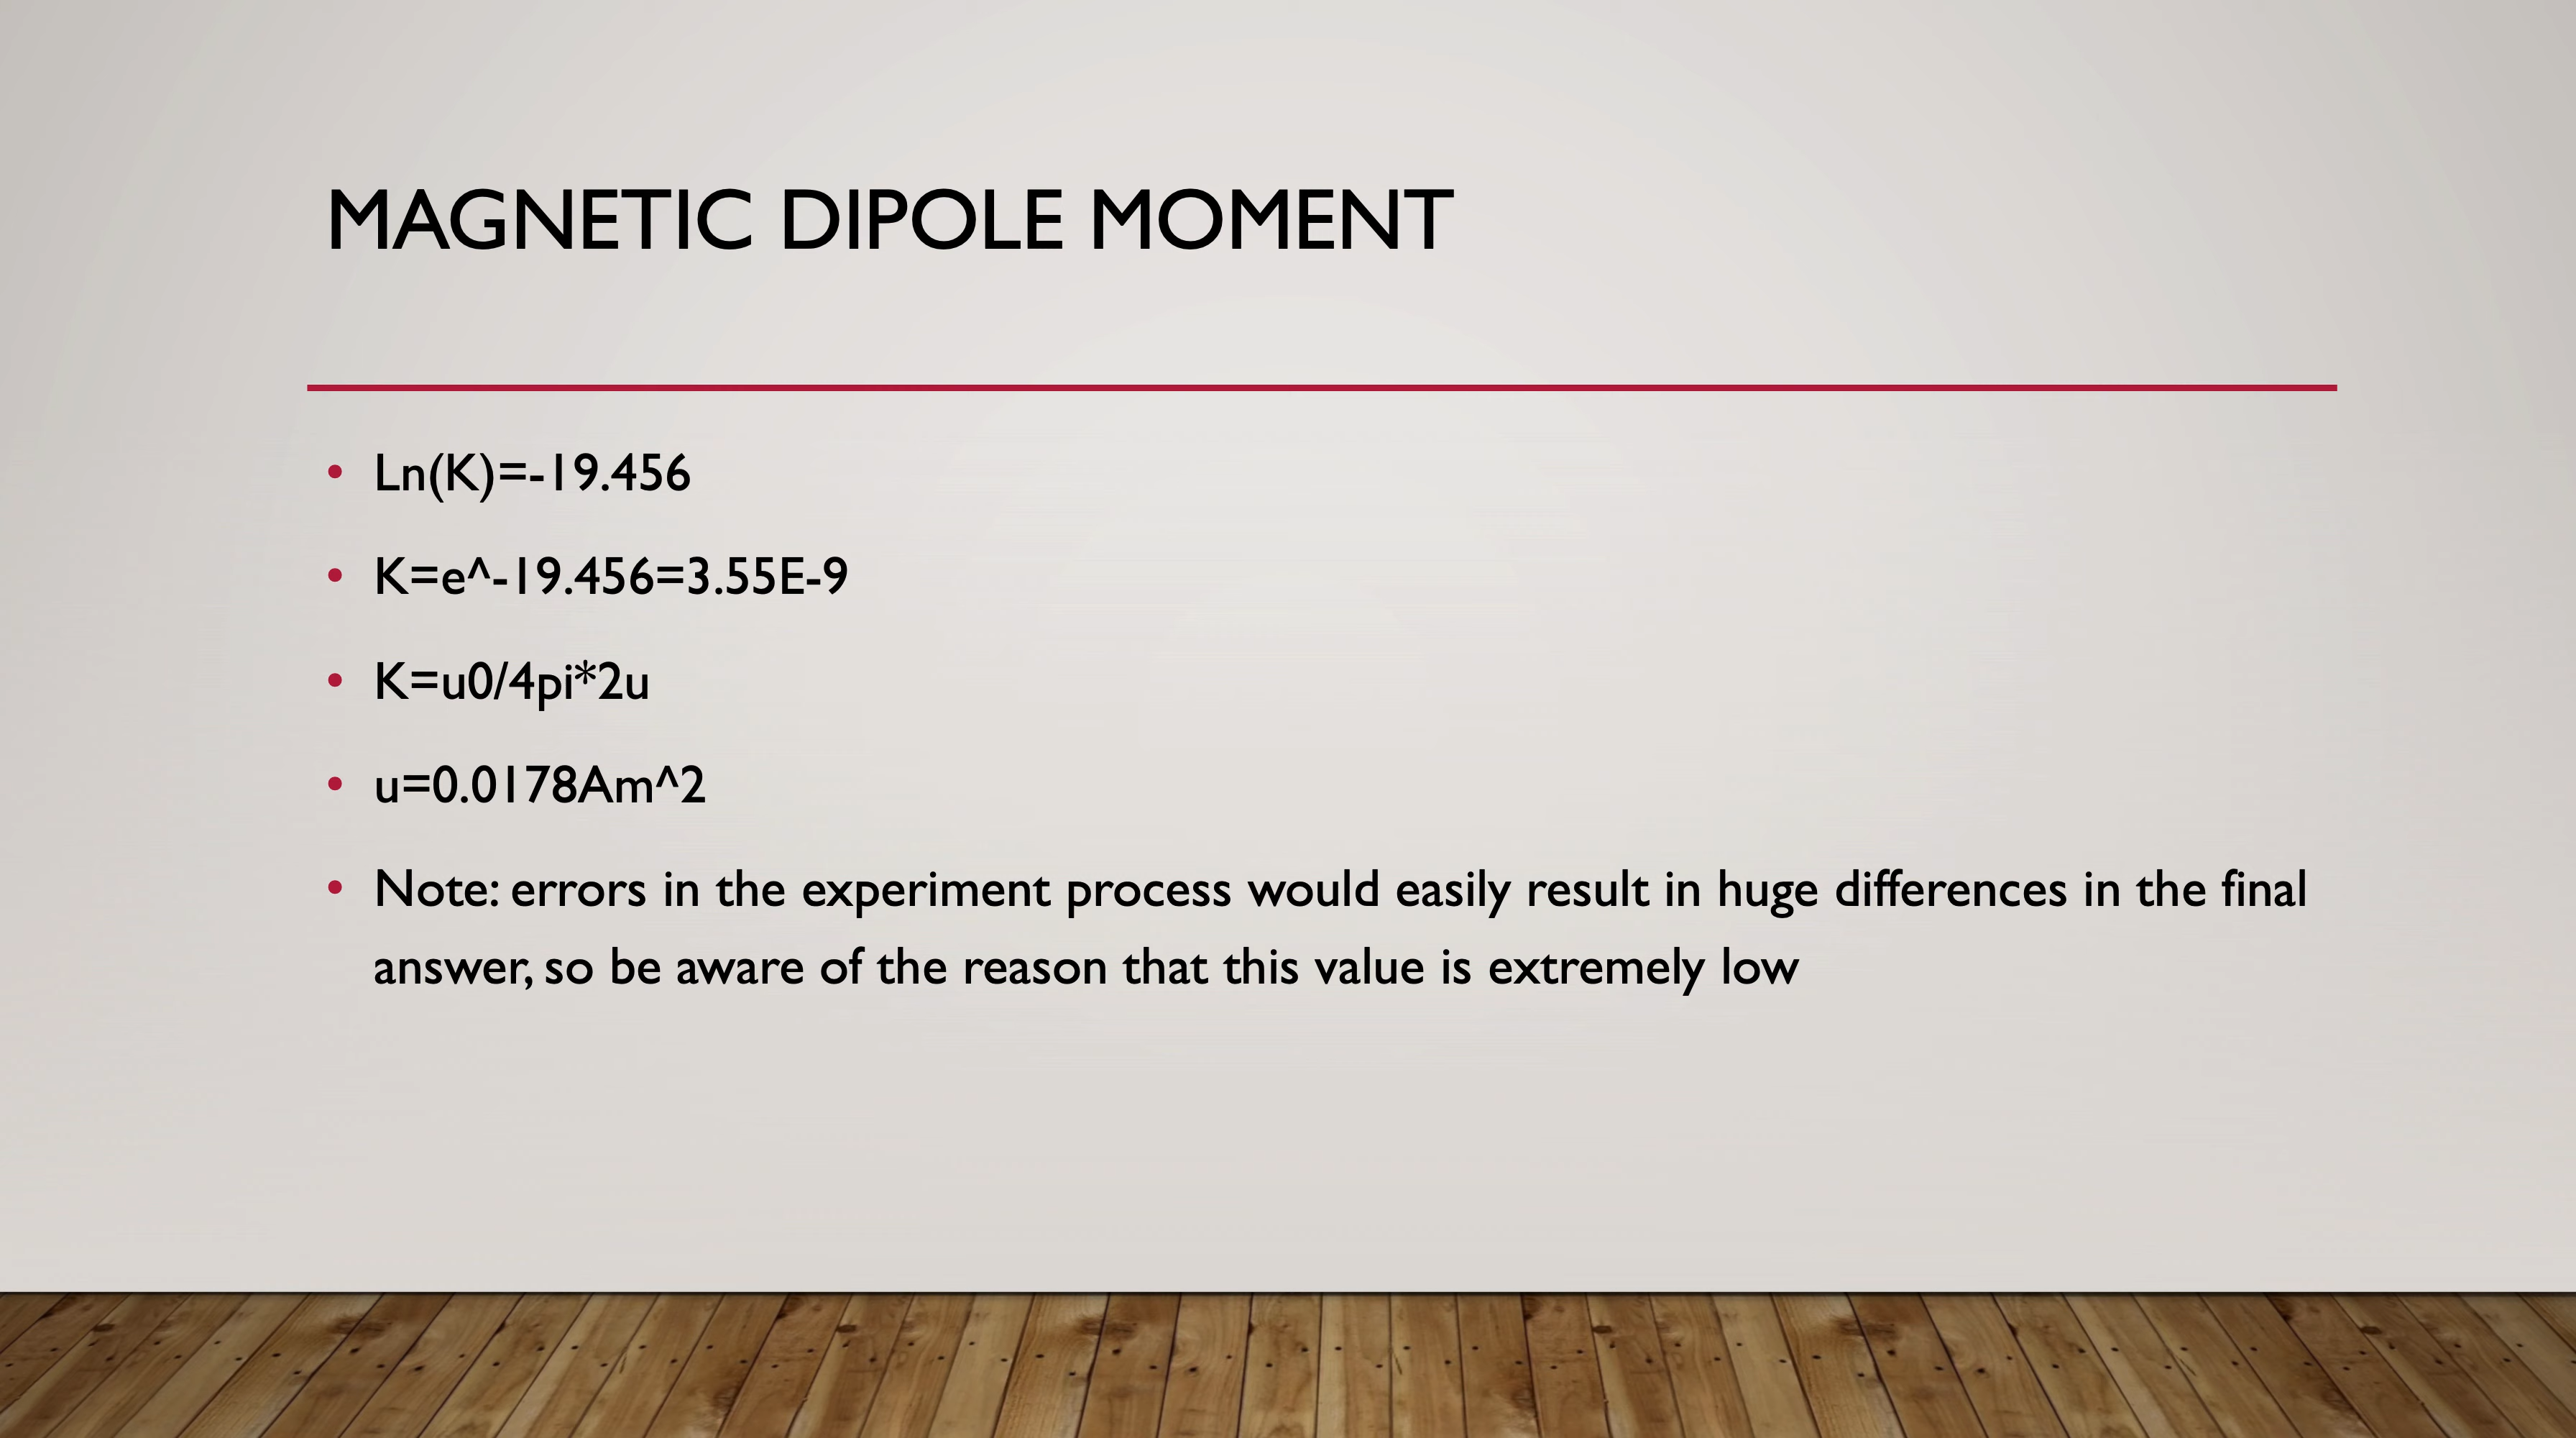 MAGNETIC DIPOLE MOMENT
• Ln(K)=-19.456
• K=e^-19.456=3.55E-9
• K=u0/4pi*2u
• u=0.0178Am^2
• Note: errors in the experiment process would easily result in huge differences in the final
answer, so be aware of the reason that this value is extremely low